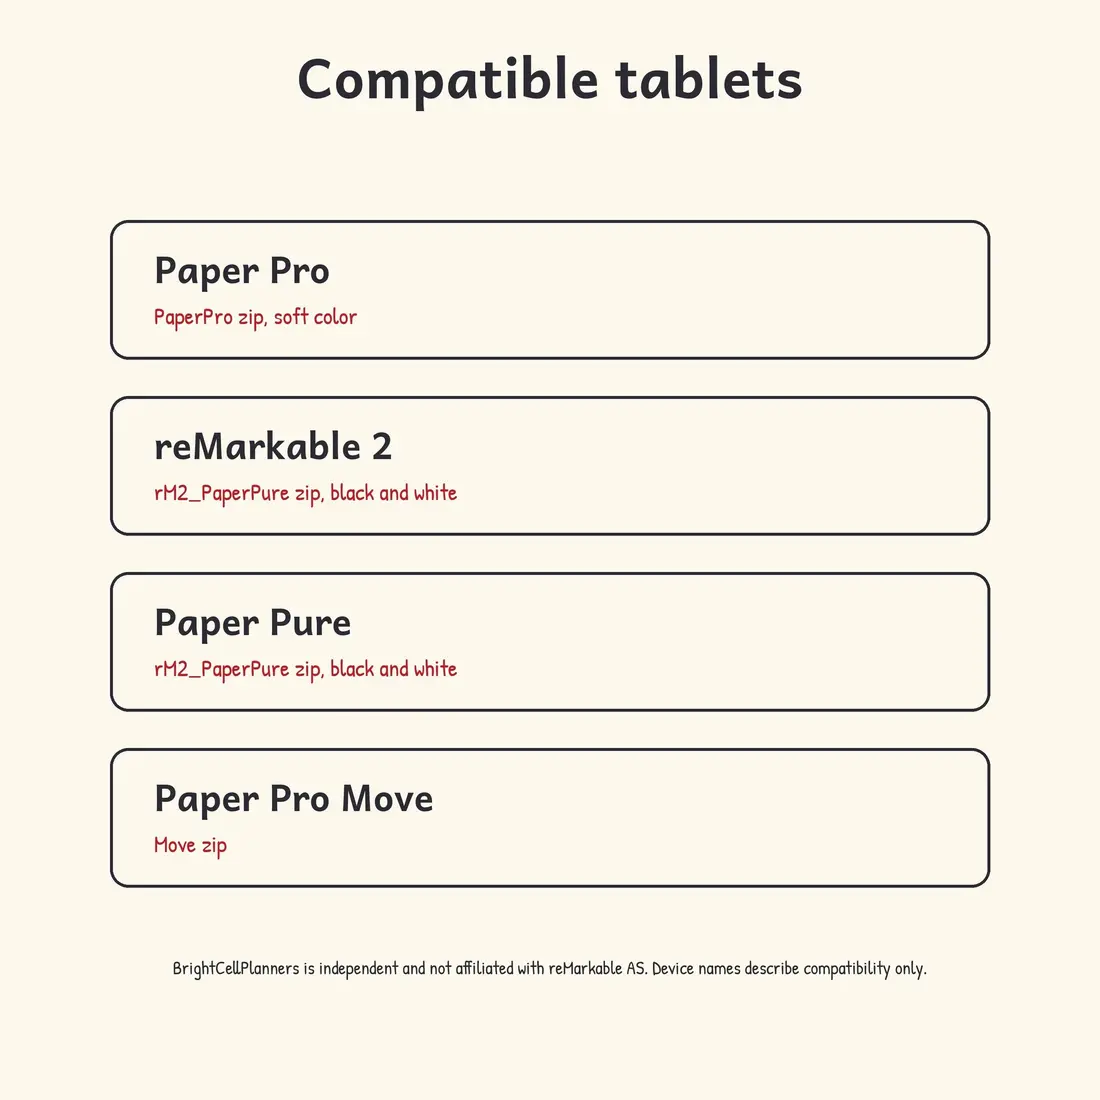 Compatible tablets
Paper Pro
PaperPro zip, soft color
reMarkable 2
rM2_PaperPure zip, black and white
Paper Pure
rM2_PaperPure zip, black and white
Paper Pro Move
Move zip
BrightCellPlanners is independent and not affiliated with reMarkable AS. Device names describe compatibility only.